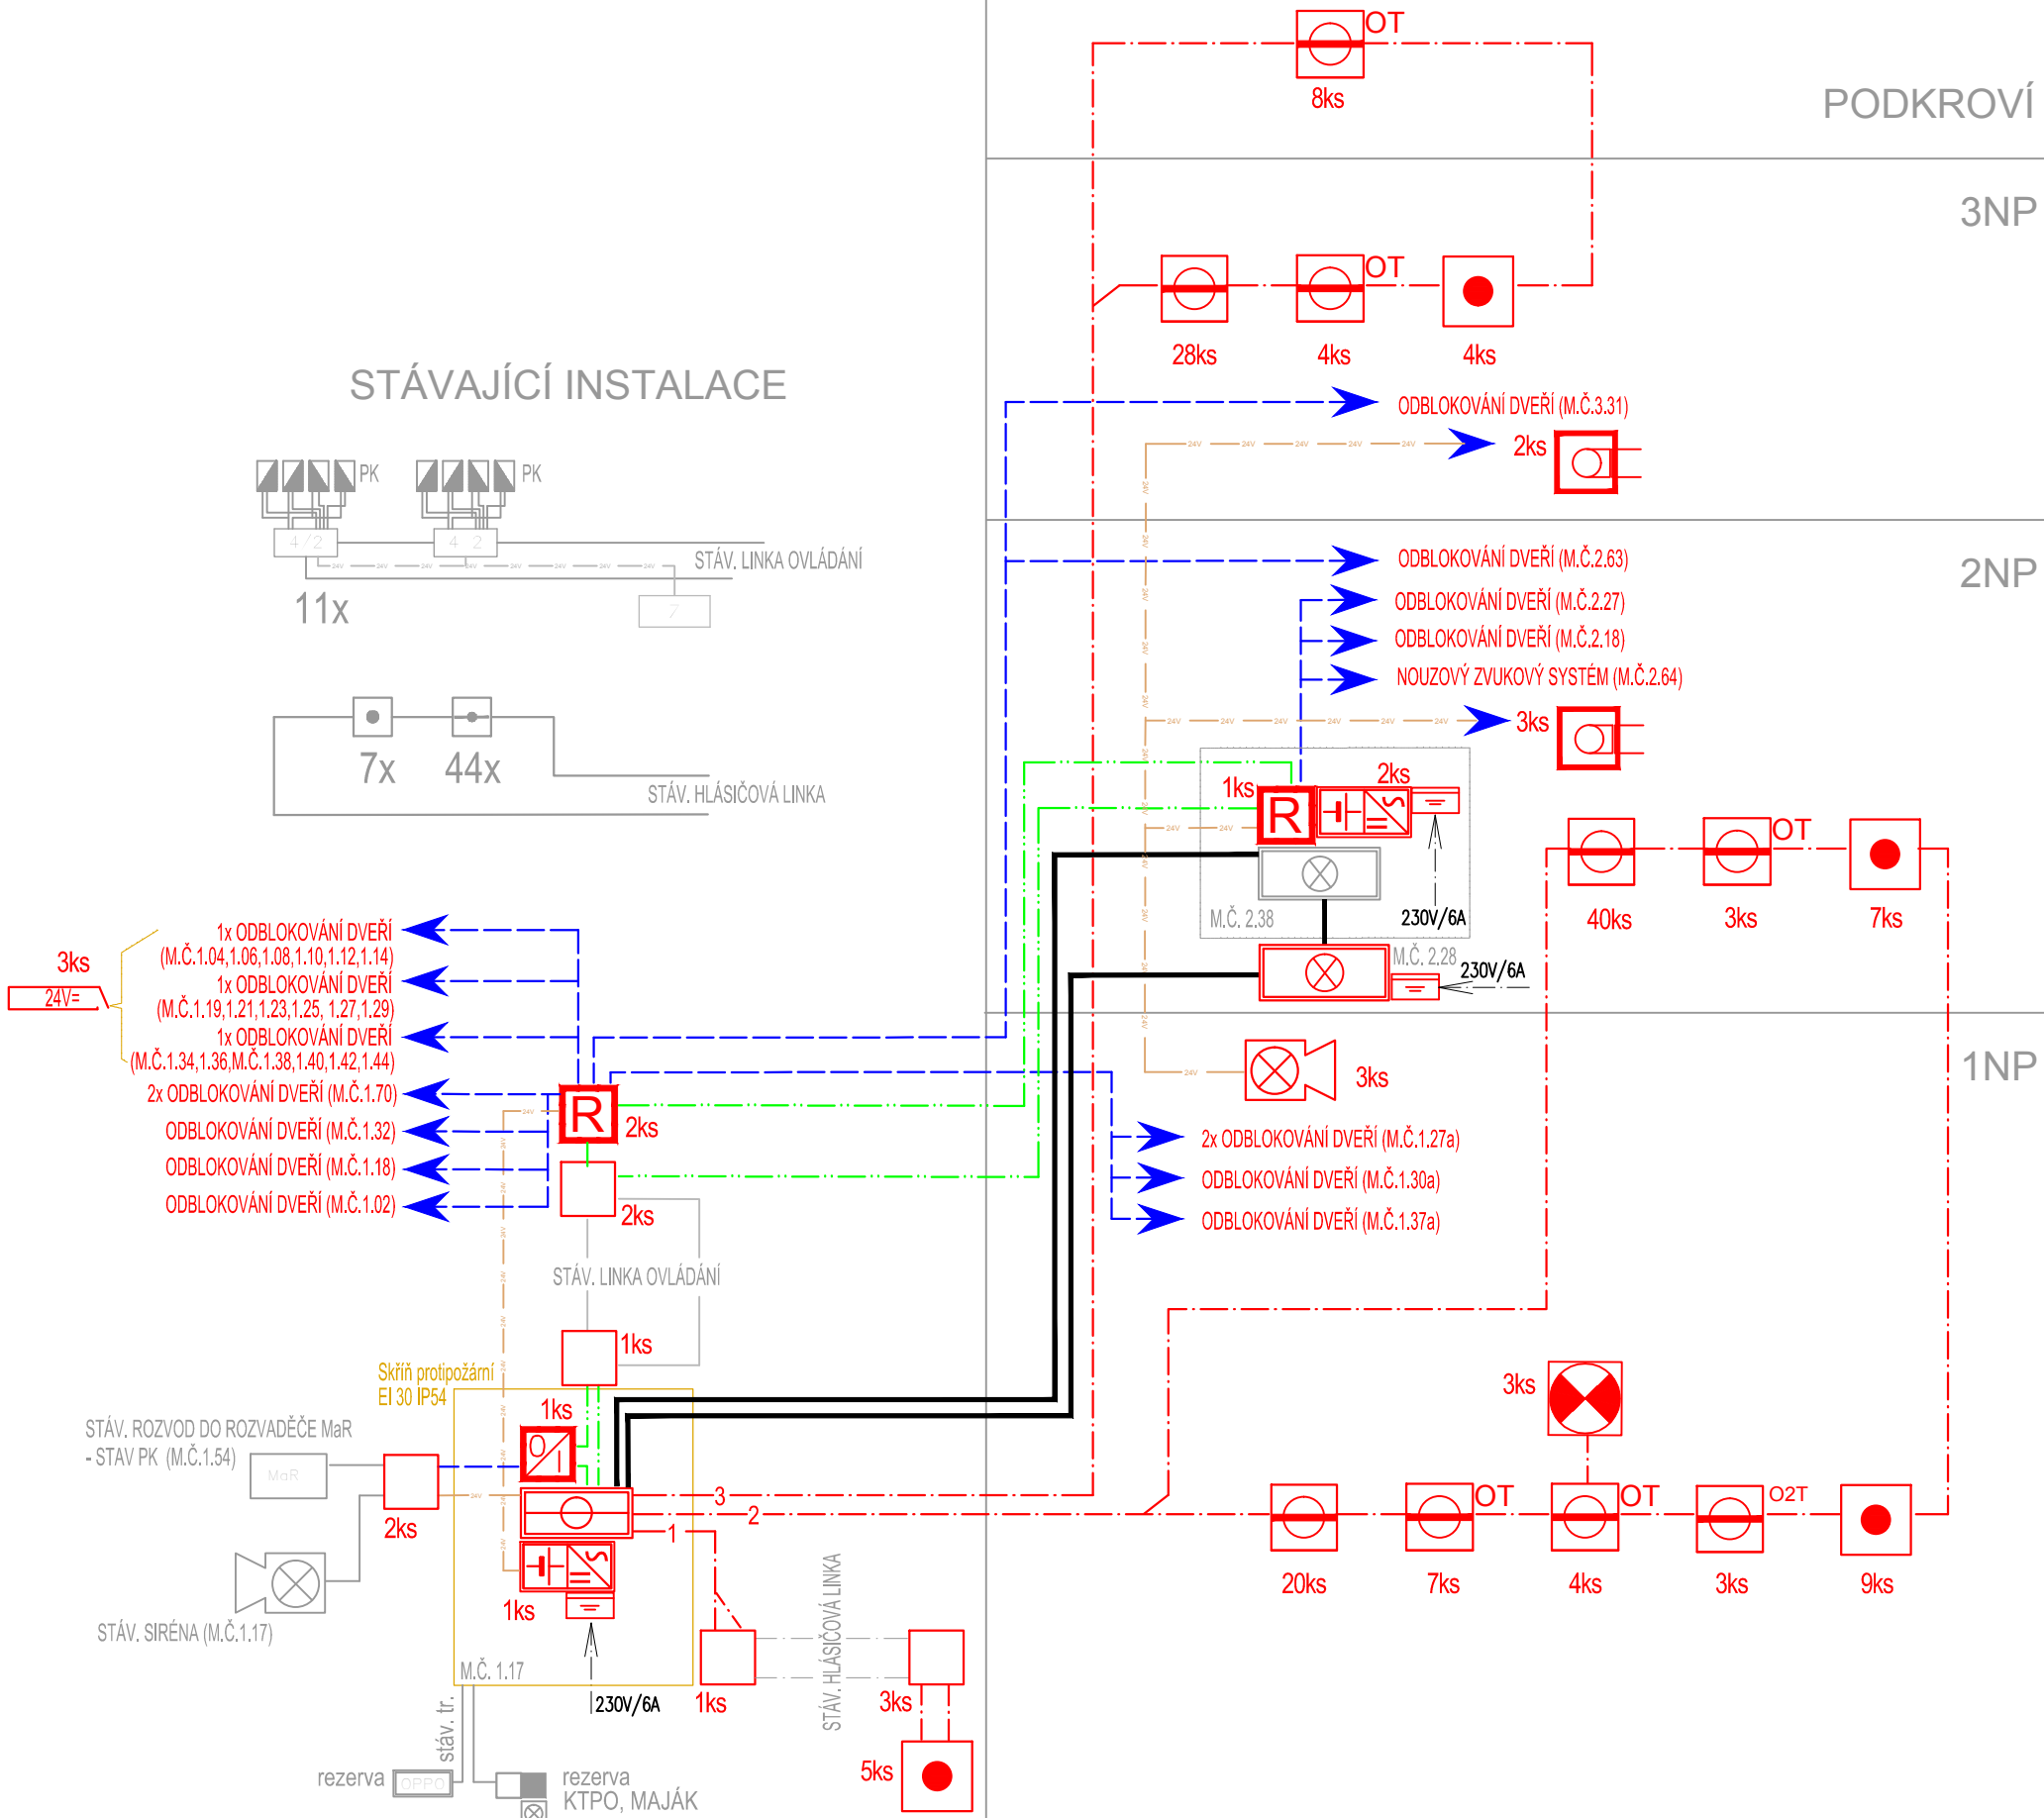 OT
8ks
PODKROVÍ
3NP
OT
28ks
4ks
4ks
STÁVAJÍCÍ INSTALACE
ODBLOKOVÁNÍ DVEŘÍ (M.Č.3.31)
2ks
PK
PK
4/2
4 2
STÁV. LINKA OVLÁDÁNÍ
11x
7
2NP
ODBLOKOVÁNÍ DVEŘÍ (M.Č.2.63)
ODBLOKOVÁNÍ DVEŘÍ (M.Č.2.27)
ODBLOKOVÁNÍ DVEŘÍ (M.Č.2.18)
NOUZOVÝ ZVUKOVÝ SYSTÉM (M.Č.2.64)
3ks
7x
44x
STÁV. HLÁSIČOVÁ LINKA
1ks
2ks
R
M.Č. 2.38
230V/6A
M.Č. 2.28
230V/6A
OT
40ks
3ks
7ks
1x ODBLOKOVÁNÍ DVEŘÍ
(M.Č.1.04,1.06,1.08,1.10,1.12,1.14)
3ks
24V=
1x ODBLOKOVÁNÍ DVEŘÍ
(M.Č.1.19,1.21,1.23,1.25, 1.27,1.29)
1x ODBLOKOVÁNÍ DVEŘÍ
(M.Č.1.34,1.36,M.Č.1.38,1.40,1.42,1.44)
2x ODBLOKOVÁNÍ DVEŘÍ (M.Č.1.70)
ODBLOKOVÁNÍ DVEŘÍ (M.Č.1.32)
ODBLOKOVÁNÍ DVEŘÍ (M.Č.1.18)
ODBLOKOVÁNÍ DVEŘÍ (M.Č.1.02)
R
2ks
2ks
1NP
3ks
2x ODBLOKOVÁNÍ DVEŘÍ (M.Č.1.27a)
ODBLOKOVÁNÍ DVEŘÍ (M.Č.1.30a)
ODBLOKOVÁNÍ DVEŘÍ (M.Č.1.37a)
STÁV. LINKA OVLÁDÁNÍ
1ks
Skříň protipožární
EI 30 IP54
1ks
O/I
STÁV. ROZVOD DO ROZVADĚČE MaR
- STAV PK (M.Č.1.54)
MaR
2ks
24V
3
2
1
STÁV. SIRÉNA (M.Č.1.17)
1ks
M.Č. 1.17
230V/6A
1ks
STÁV. HLÁSIČOVÁ LINKA
3ks
5ks
stáv. tr.
rezerva
OPPO
rezerva
KTPO, MAJÁK
3ks
OT
OT
O2T
20ks
7ks
4ks
3ks
9ks